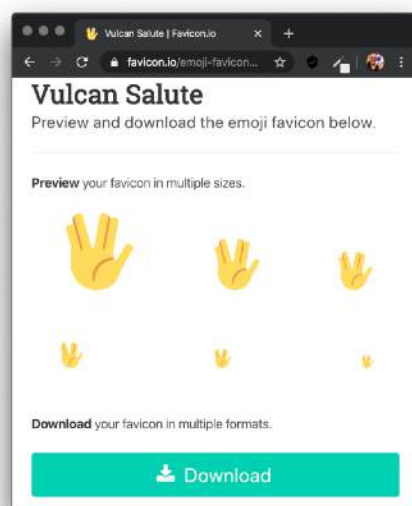 Vulcan Salute | Favicon.io
favicon.io/emoji-favicon...
Vulcan Salute
Preview and download the emoji favicon below.
Preview your favicon in multiple sizes.
Download your favicon in multiple formats.
Download